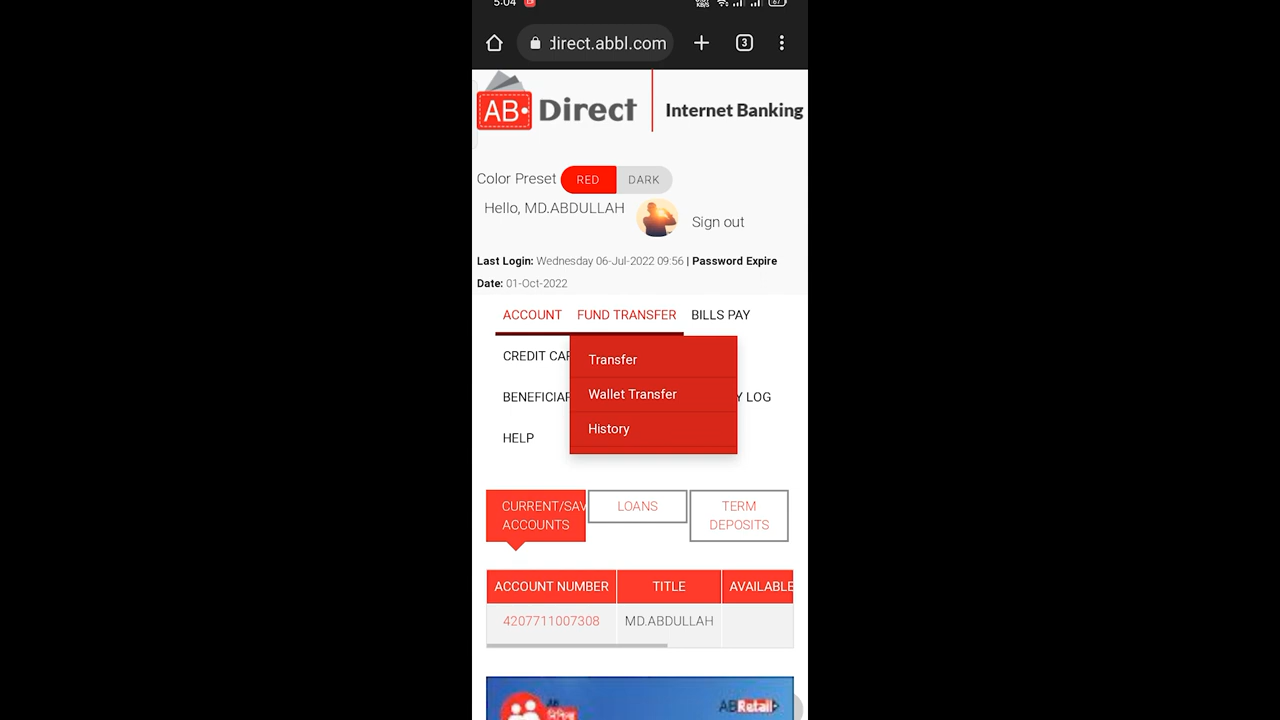 5:04
direct.abbl.com
3
AB Direct
Internet Banking
Color Preset RED DARK
Hello, MD.ABDULLAH
Sign out
Last Login: Wednesday 06-Jul-2022 09:56 | Password Expire
Date: 01-Oct-2022
ACCOUNT FUND TRANSFER BILLS PAY
CREDIT CAR
Transfer
Wallet Transfer
BENEFICIAR
Y LOG
History
HELP
CURRENT/SAV
ACCOUNTS
LOANS
TERM
DEPOSITS
ACCOUNT NUMBER TITLE AVAILABLE
4207711007308 MD.ABDULLAH
AB
ABRetail